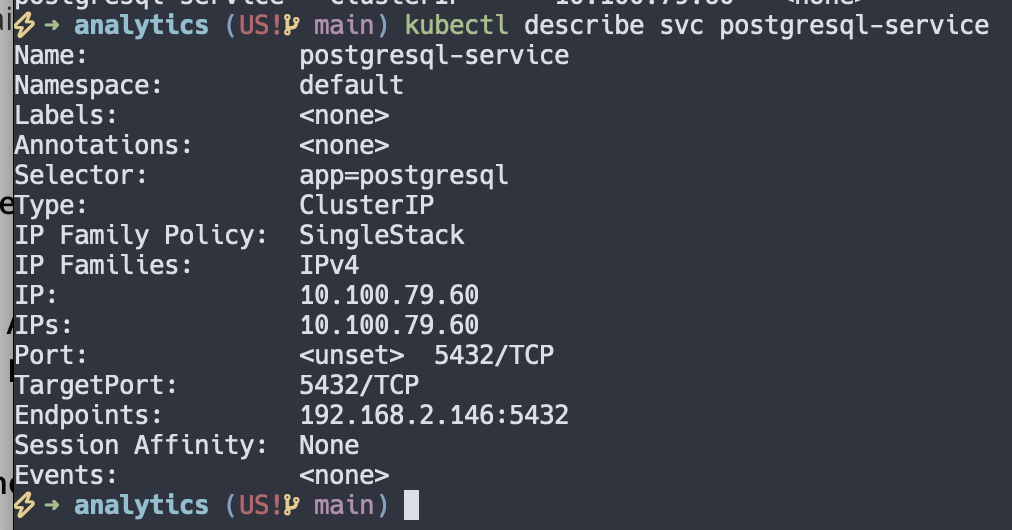 postgresql-service   ClusterIP      10.100.79.60   <none>
⚡ ➜ analytics (US! main) kubectl describe svc postgresql-service
Name:              postgresql-service
Namespace:         default
Labels:            <none>
Annotations:       <none>
Selector:          app=postgresql
Type:              ClusterIP
IP Family Policy:  SingleStack
IP Families:       IPv4
IP:                10.100.79.60
IPs:               10.100.79.60
Port:              <unset>  5432/TCP
TargetPort:        5432/TCP
Endpoints:         192.168.2.146:5432
Session Affinity:  None
Events:            <none>
⚡ ➜ analytics (US! main)